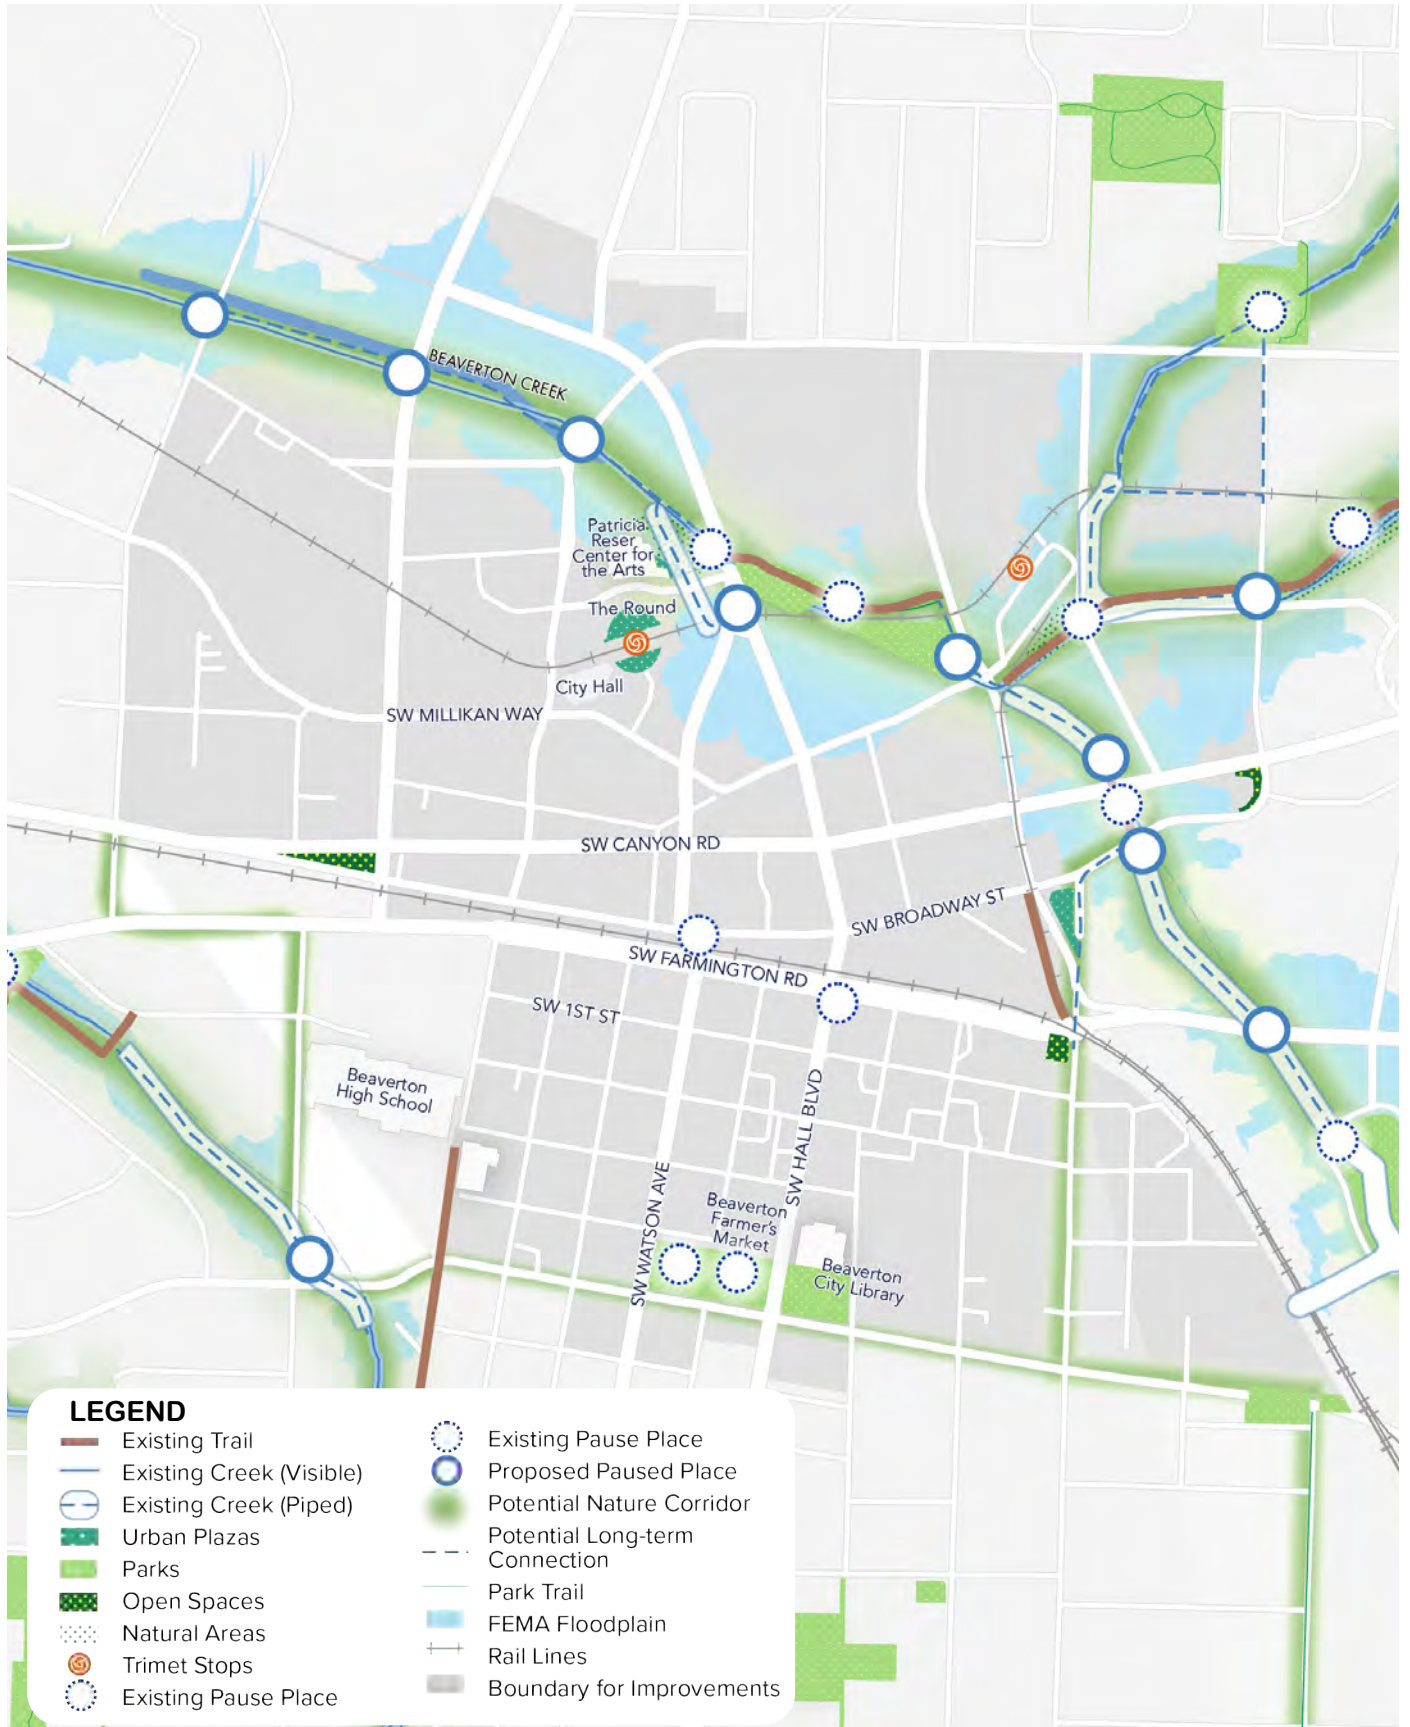 BEAVERTON CREEK
Patricia
Reser
Center for
the Arts
The Round
City Hall
SW MILLIKAN WAY
SW CANYON RD
SW BROADWAY ST
SW FARMINGTON RD
SW 1ST ST
Beaverton
High School
SW HALL BLVD
SW WATSON AVE
Beaverton
Farmer's
Market
Beaverton
City Library
LEGEND
Existing Trail
Existing Creek (Visible)
Existing Creek (Piped)
Urban Plazas
Parks
Open Spaces
Natural Areas
Trimet Stops
Existing Pause Place
Existing Pause Place
Proposed Paused Place
Potential Nature Corridor
Potential Long-term
Connection
Park Trail
FEMA Floodplain
Rail Lines
Boundary for Improvements